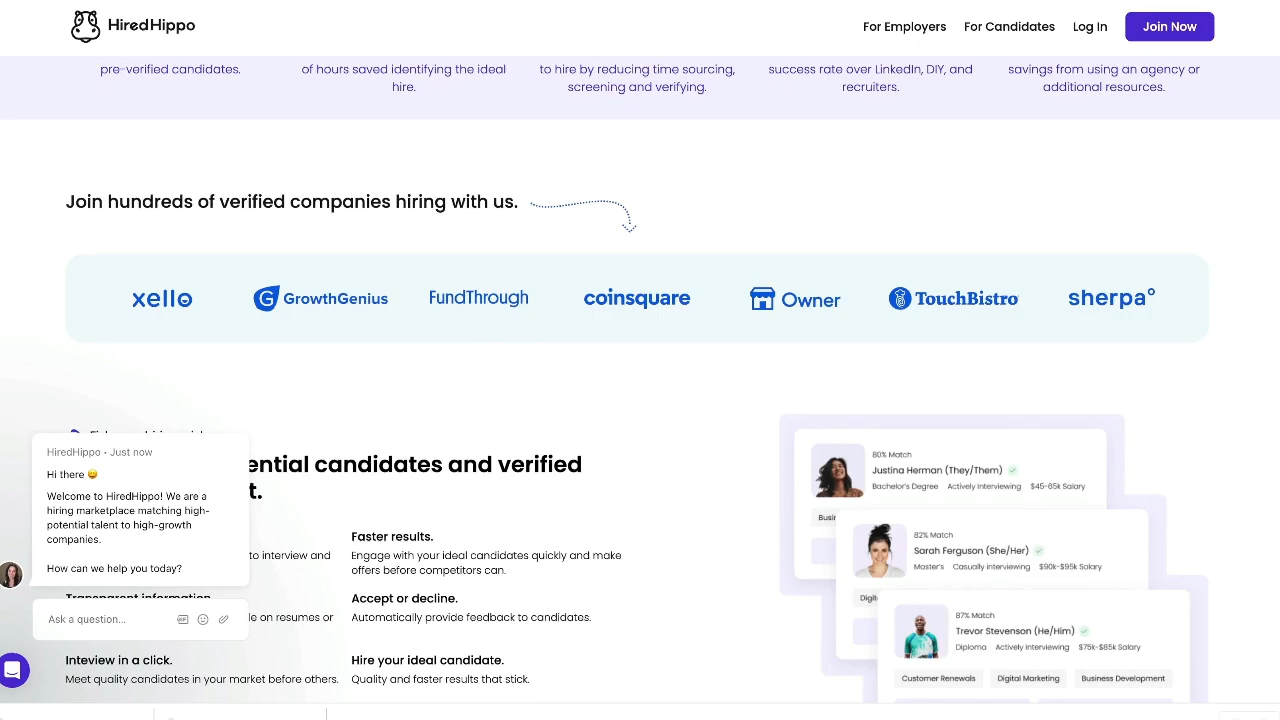 HiredHippo
For Employers
For Candidates
Log In
Join Now
pre-verified candidates.
of hours saved identifying the ideal
hire.
to hire by reducing time sourcing,
screening and verifying.
success rate over LinkedIn, DIY, and
recruiters.
savings from using an agency or
additional resources.
Join hundreds of verified companies hiring with us.
xello
GrowthGenius
FundThrough
coinsquare
Owner
TouchBistro
sherpa°
ential candidates and verified
t.
HiredHippo • Just now
Hi there 😄
Welcome to HiredHippo! We are a
hiring marketplace matching high-
potential talent to high-growth
companies.
How can we help you today?
Ask a question...
GIF
to interview and
Transparent information
le on resumes or
Inteview in a click.
Meet quality candidates in your market before others.
Faster results.
Engage with your ideal candidates quickly and make
offers before competitors can.
Accept or decline.
Automatically provide feedback to candidates.
Hire your ideal candidate.
Quality and faster results that stick.
80% Match
Justina Herman (They/Them)
Bachelor's Degree Actively Interviewing $45-65k Salary
Busin
82% Match
Sarah Ferguson (She/Her)
Master's Casually interviewing $90k-$95k Salary
Digit
87% Match
Trevor Stevenson (He/Him)
Diploma Actively interviewing $75k-$85k Salary
Customer Renewals
Digital Marketing
Business Development